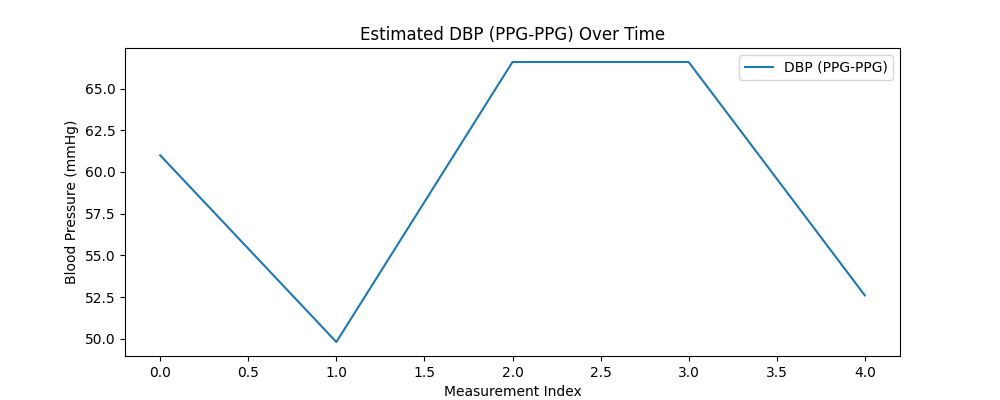 Estimated DBP (PPG-PPG) Over Time
DBP (PPG-PPG)
Blood Pressure (mmHg)
65.0
62.5
60.0
57.5
55.0
52.5
50.0
0.0 0.5 1.0 1.5 2.0 2.5 3.0 3.5 4.0
Measurement Index